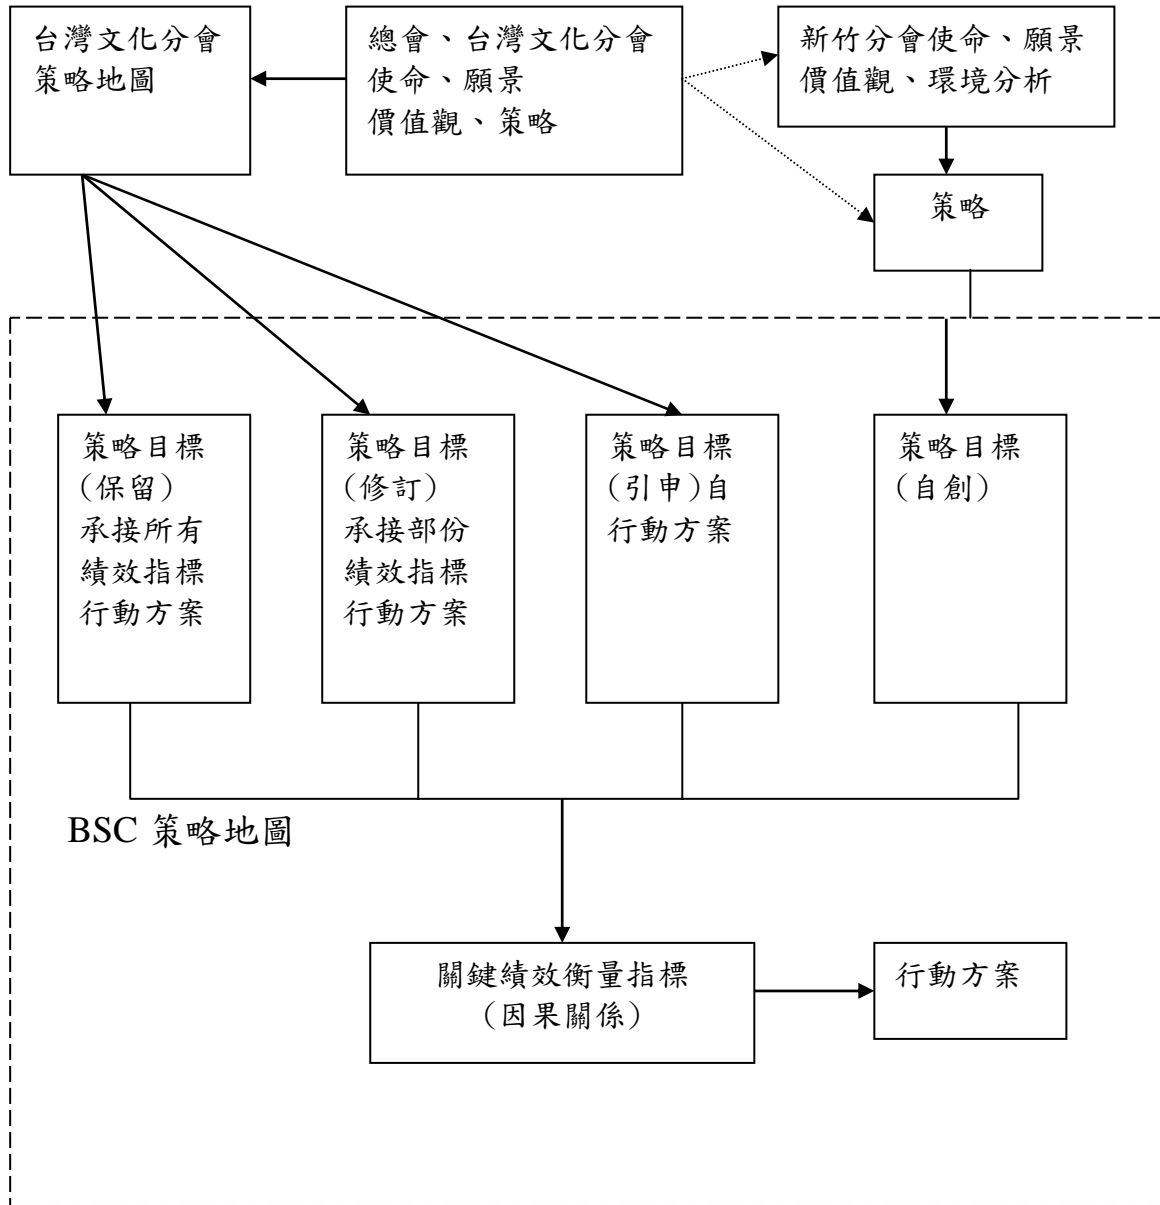 台灣文化分會
策略地圖
總會、台灣文化分會
使命、願景
價值觀、策略
新竹分會使命、願景
價值觀、環境分析
策略
策略目標
(保留)
承接所有
績效指標
行動方案
策略目標
(修訂)
承接部份
績效指標
行動方案
策略目標
(引申)自
行動方案
策略目標
(自創)
BSC 策略地圖
關鍵績效衡量指標
(因果關係)
行動方案